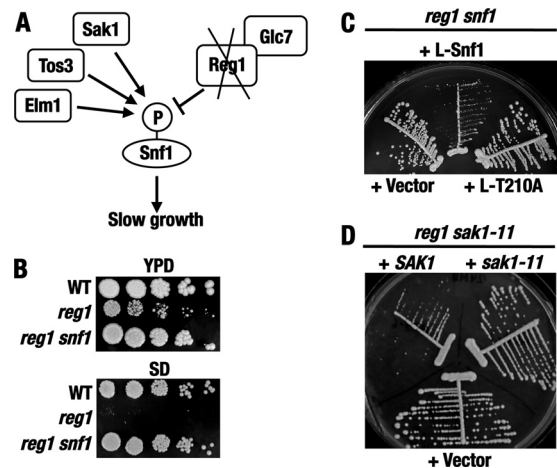 A
Sak1
Tos3
Elm1
Glc7
Reg1
P
Snf1
Slow growth
B
YPD
WT
reg1
reg1 snf1
SD
WT
reg1
reg1 snf1
C
reg1 snf1
+ L-Snf1
+ Vector
+ L-T210A
D
reg1 sak1-11
+ SAK1
+ sak1-11
+ Vector